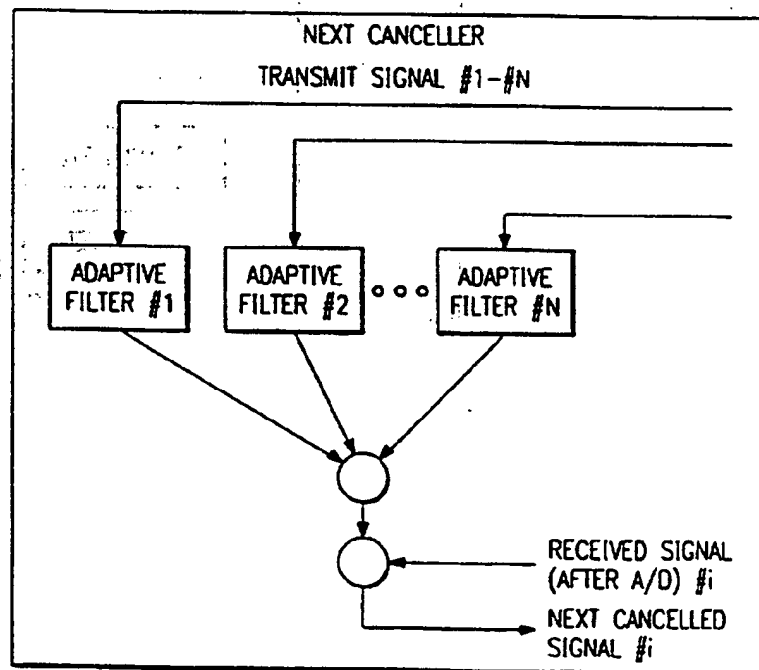 NEXT CANCELLER
TRANSMIT SIGNAL #1-#N
ADAPTIVE
FILTER #1
ADAPTIVE
FILTER #2
ADAPTIVE
FILTER #N
RECEIVED SIGNAL
(AFTER A/D) #i
NEXT CANCELLED
SIGNAL #i